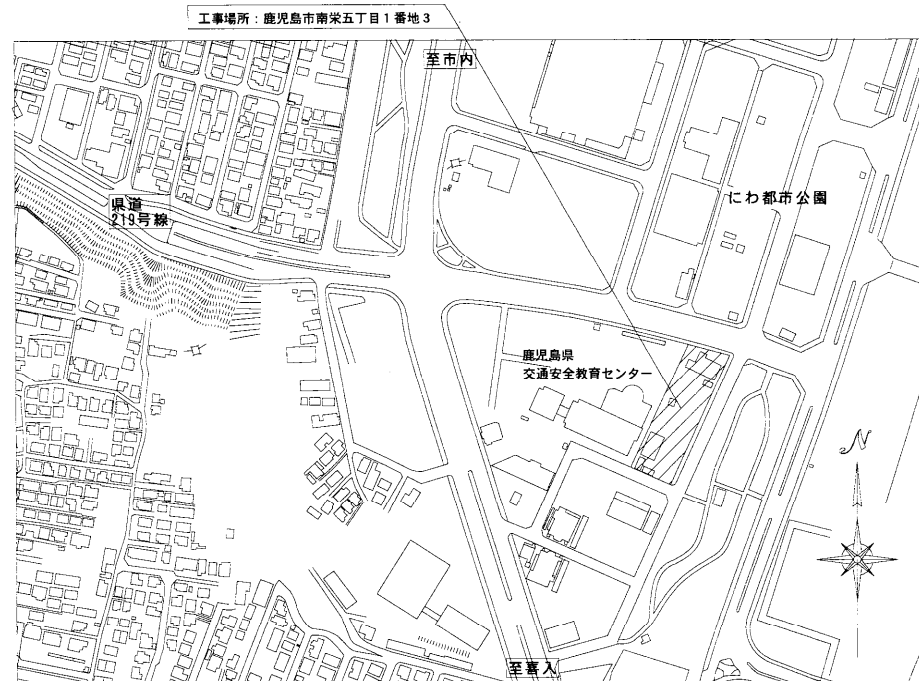 工事場所：鹿児島市南栄五丁目１番地３
至市内
県道
219号線
にわ都市公園
鹿児島県
交通安全教育センター
N
至喜入